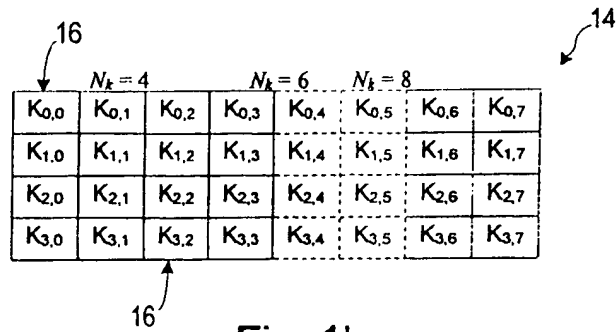 16
14
N_k = 4 N_k = 6 N_k = 8
K0,0 K0,1 K0,2 K0,3 K0,4 K0,5 K0,6 K0,7
K1,0 K1,1 K1,2 K1,3 K1,4 K1,5 K1,6 K1,7
K2,0 K2,1 K2,2 K2,3 K2,4 K2,5 K2,6 K2,7
K3,0 K3,1 K3,2 K3,3 K3,4 K3,5 K3,6 K3,7
16